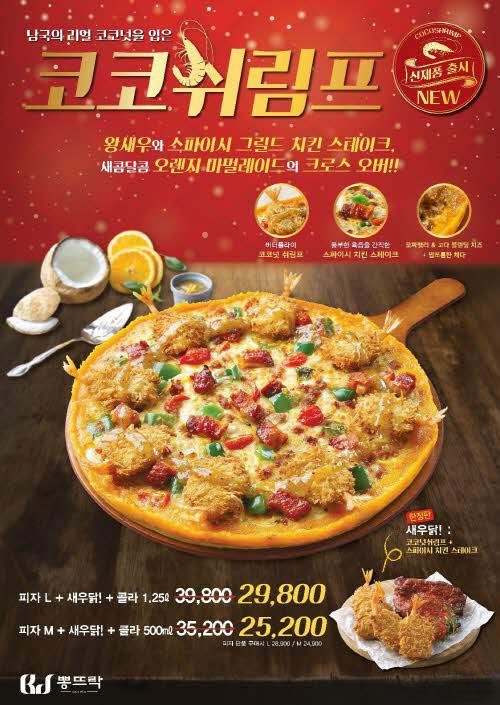 남국의 리얼 코코넛을 입은
코코쉬림프
COCOSHRIMP
신제품 출시
NEW
왕새우와 스파이시 그릴드 치킨 스테이크,
새콤달콤 오렌지 마멀레이드의 크로스 오버!!
버터플라이
코코넛 쉬림프
풍부한 육즙을 간직한
스파이시 치킨 스테이크
모짜렐라 & 고다 블렌딩 치즈
+ 쌉쓰름한 체다
한정판
새우닭! :
코코넛쉬림프 +
스파이시 치킨 스테이크
피자 L + 새우닭! + 콜라 1.25ℓ 39,800 29,800
피자 M + 새우닭! + 콜라 500㎖ 35,200 25,200
피자 단품 구매시 L 28,900 / M 24,900
뽕뜨락